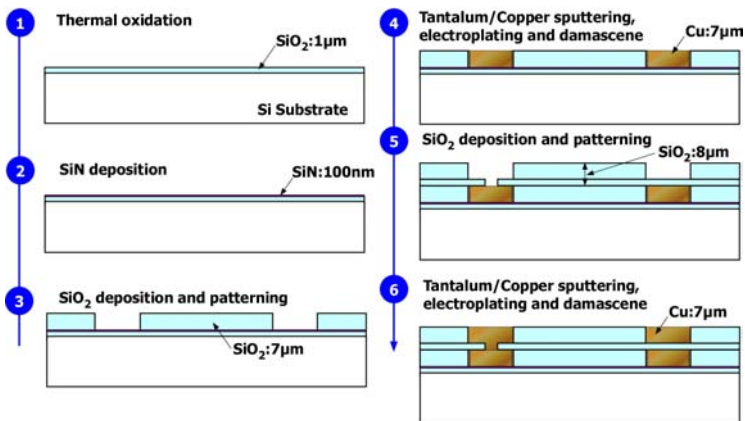 1
Thermal oxidation
SiO₂:1µm
Si Substrate
2
SiN deposition
SiN:100nm
3
SiO₂ deposition and patterning
SiO₂:7µm
4
Tantalum/Copper sputtering,
electroplating and damascene
Cu:7µm
5
SiO₂ deposition and patterning
SiO₂:8µm
6
Tantalum/Copper sputtering,
electroplating and damascene
Cu:7µm